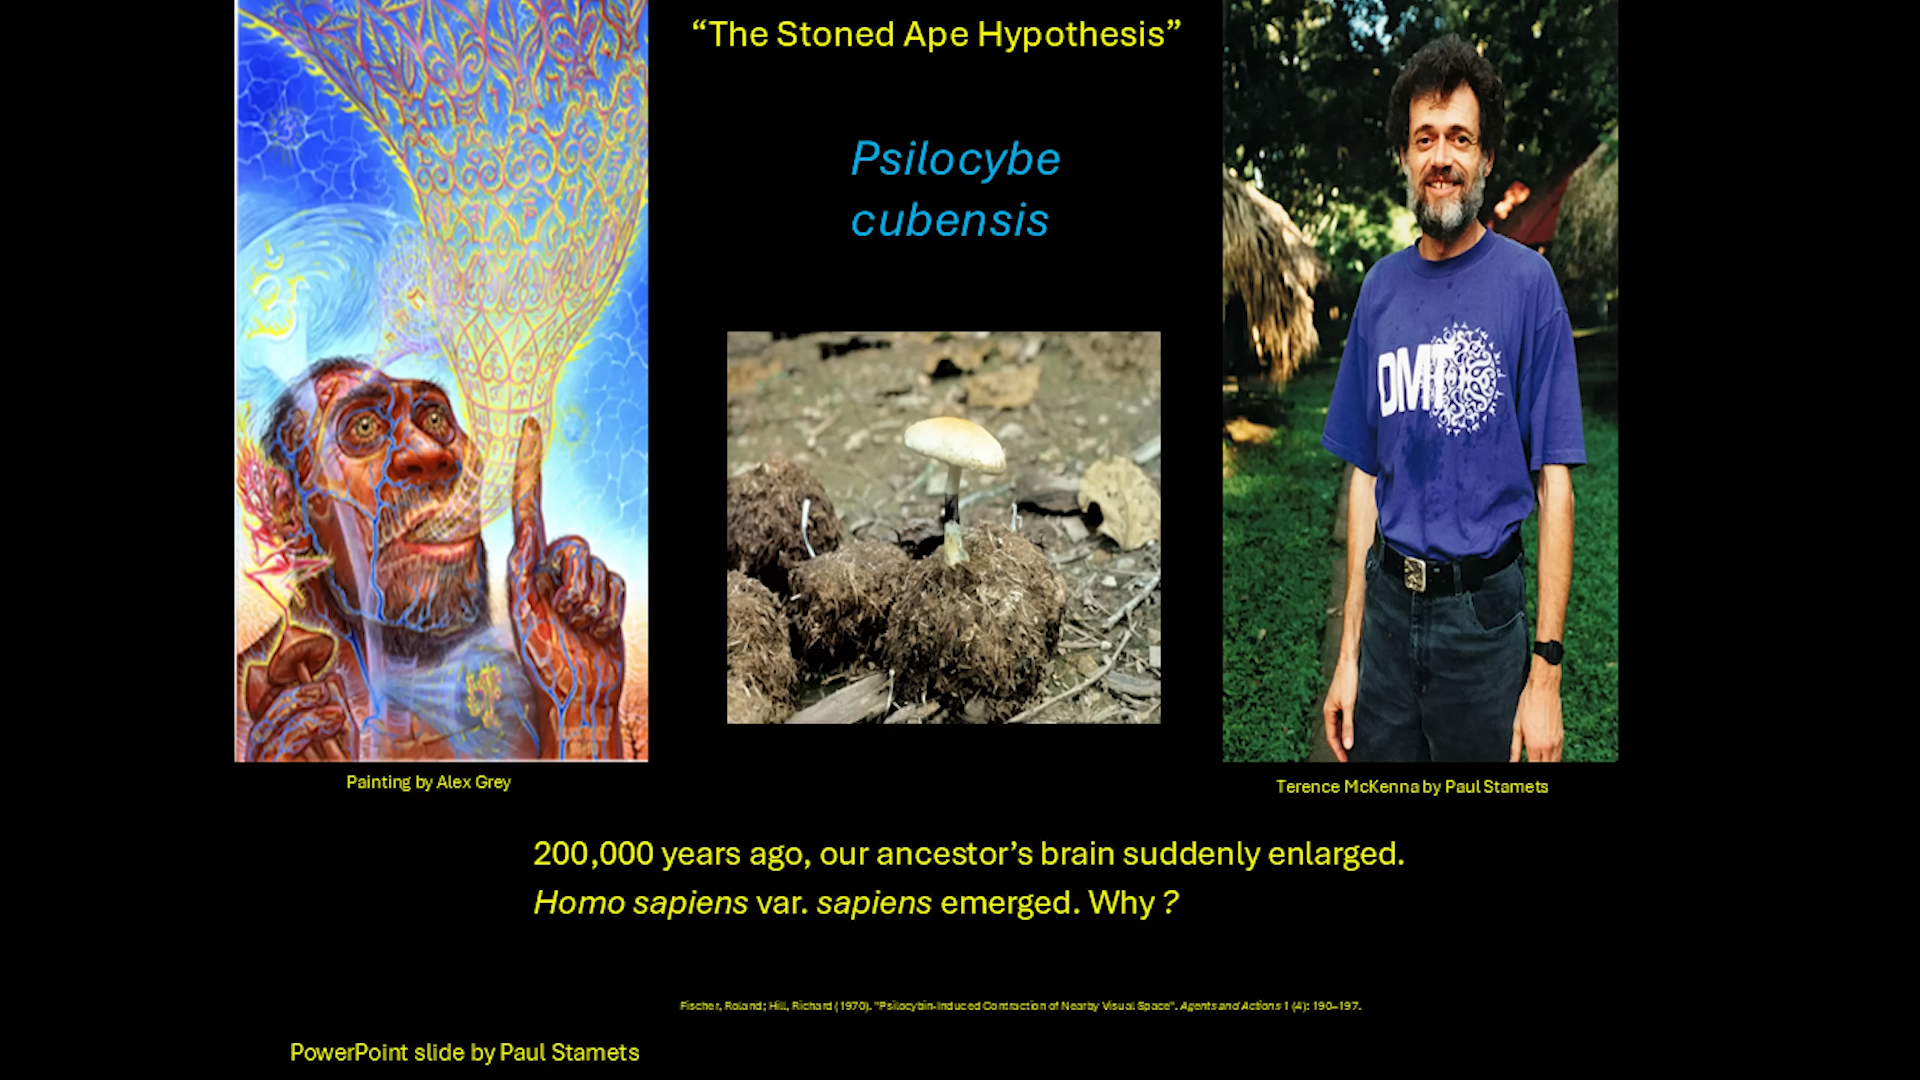 “The Stoned Ape Hypothesis”
Psilocybe
cubensis
DMT
Painting by Alex Grey
Terence McKenna by Paul Stamets
200,000 years ago, our ancestor’s brain suddenly enlarged.
Homo sapiens var. sapiens emerged. Why ?
Fischer, Roland; Hill, Richard (1970). "Psilocybin-Induced Contraction of Nearby Visual Space". Agents and Actions 1 (4): 190–197.
PowerPoint slide by Paul Stamets